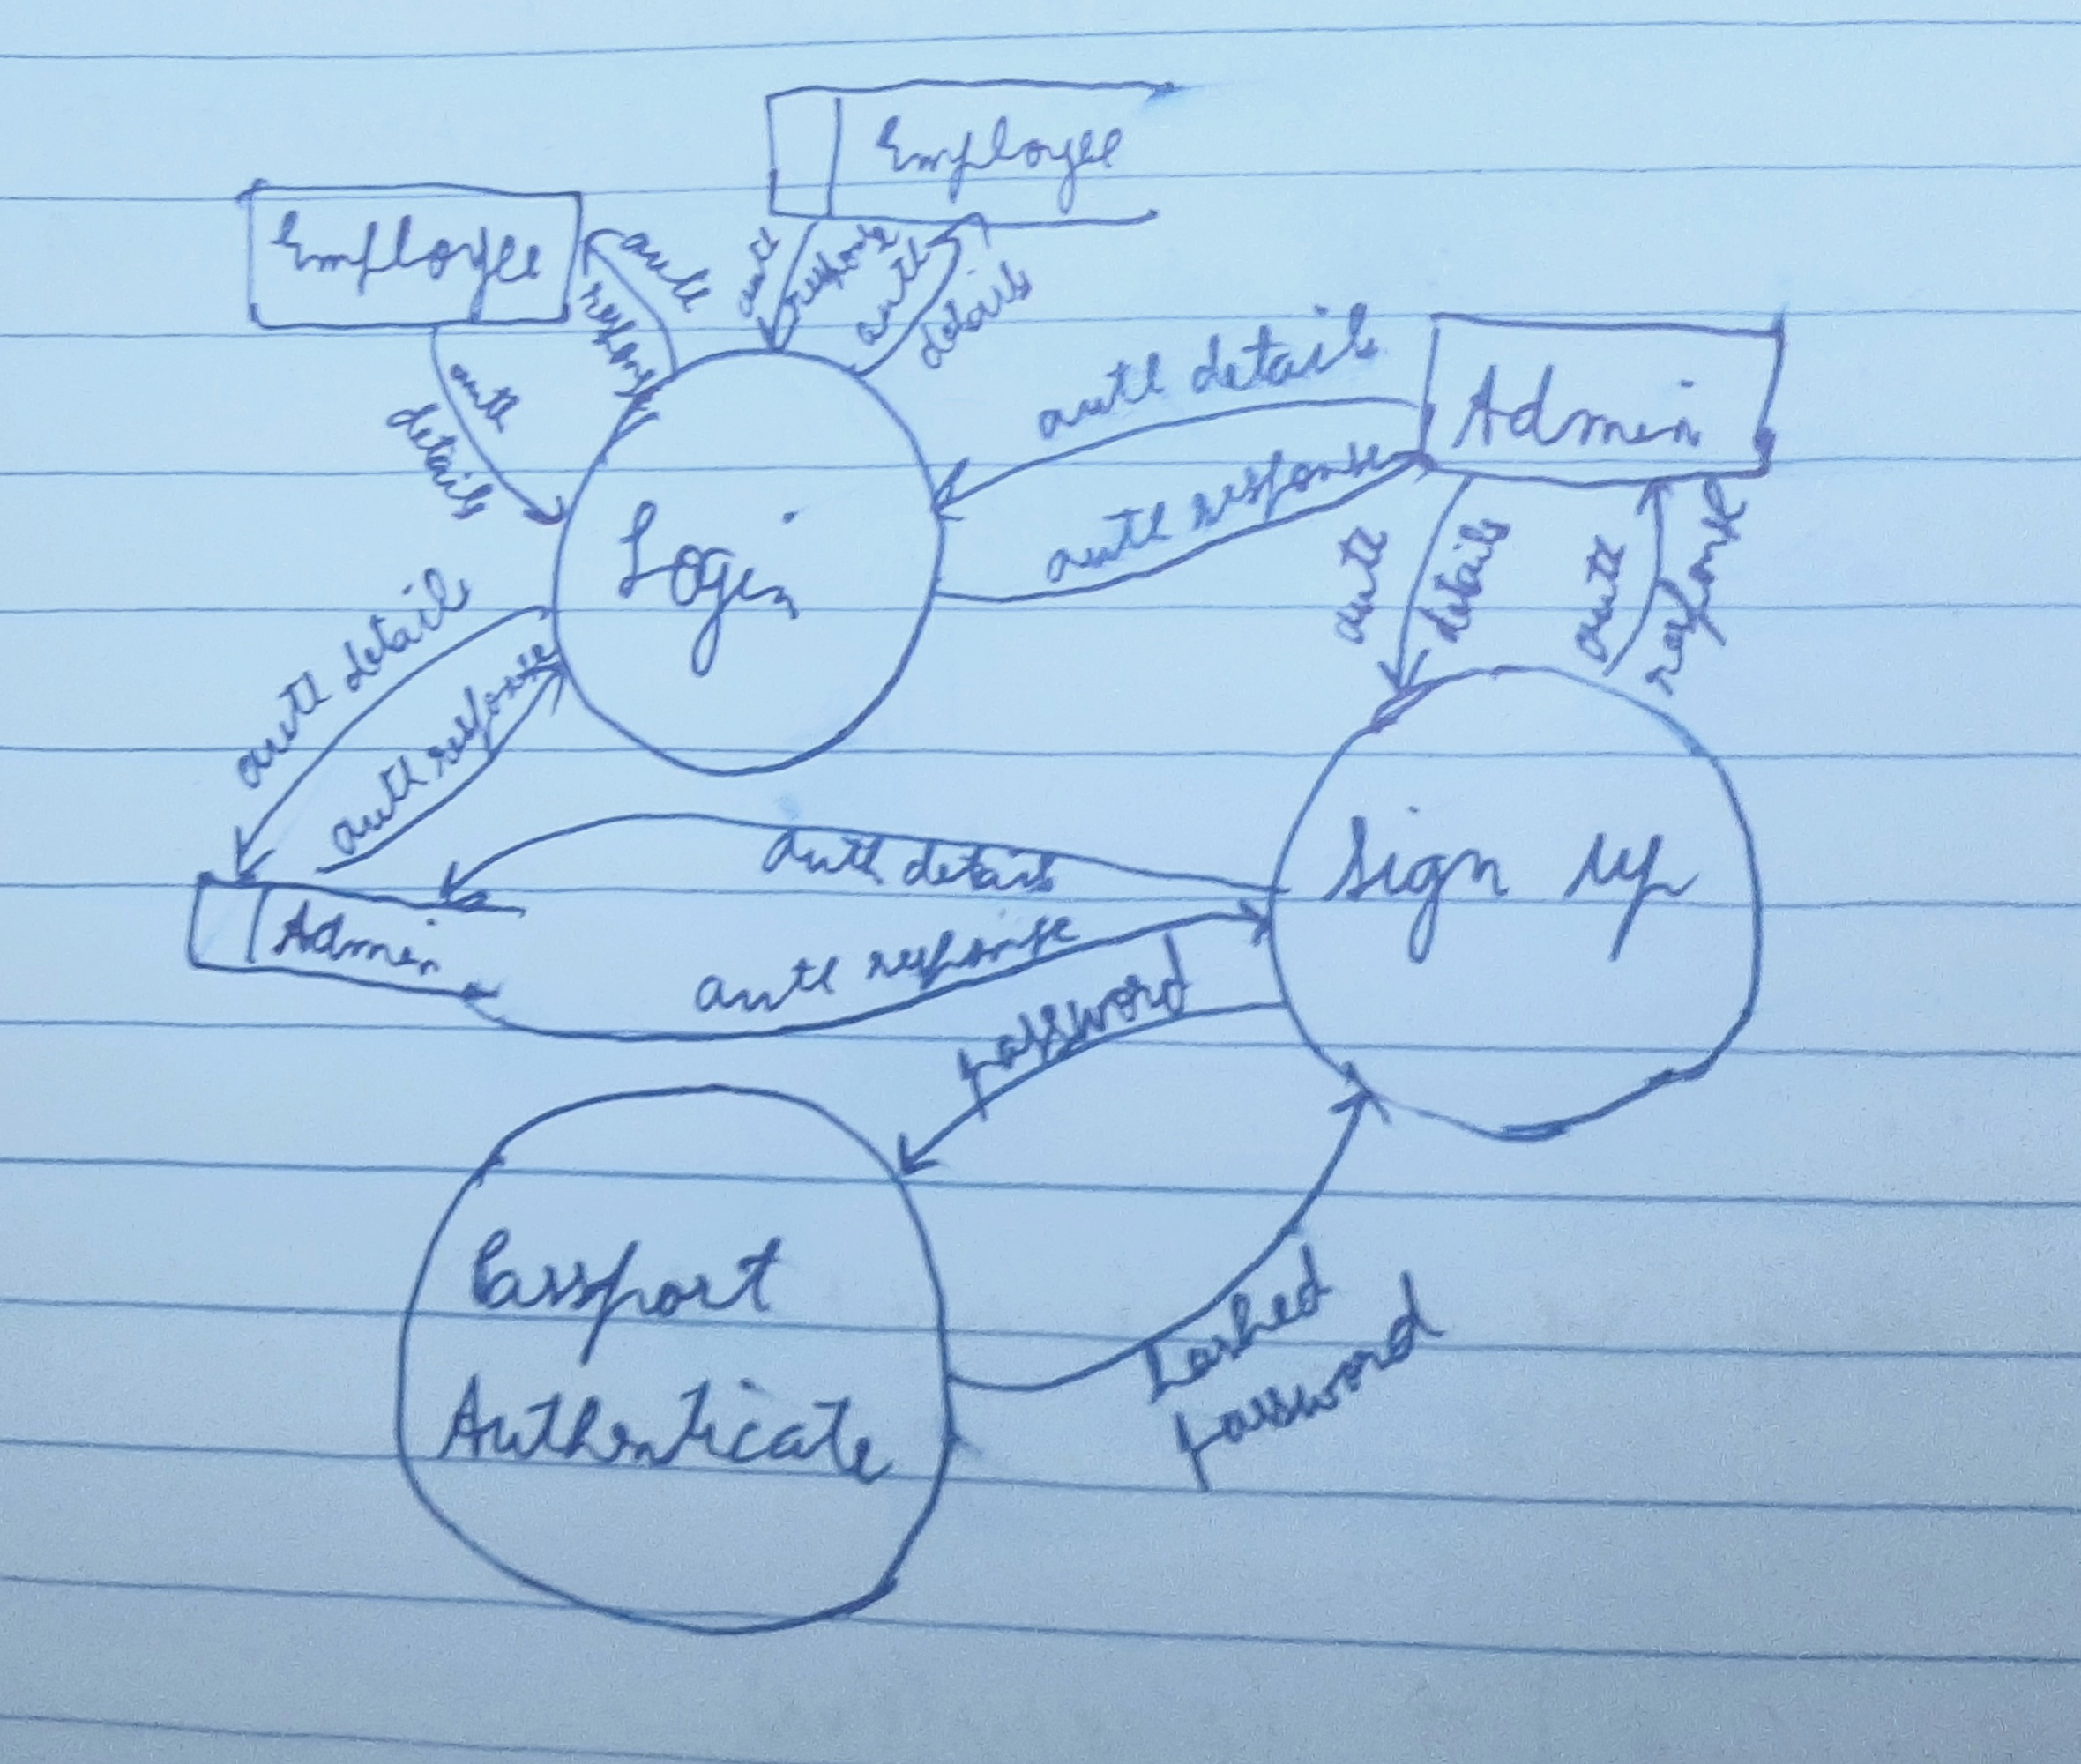 Employee
Employee
auth
response
auth
response
auth
details
auth
details
auth details
Admin
auth response
Login
auth
details
auth
response
auth detail
auth response
Sign up
auth details
Admin
auth response
password
Passport
Authenticate
hashed
password